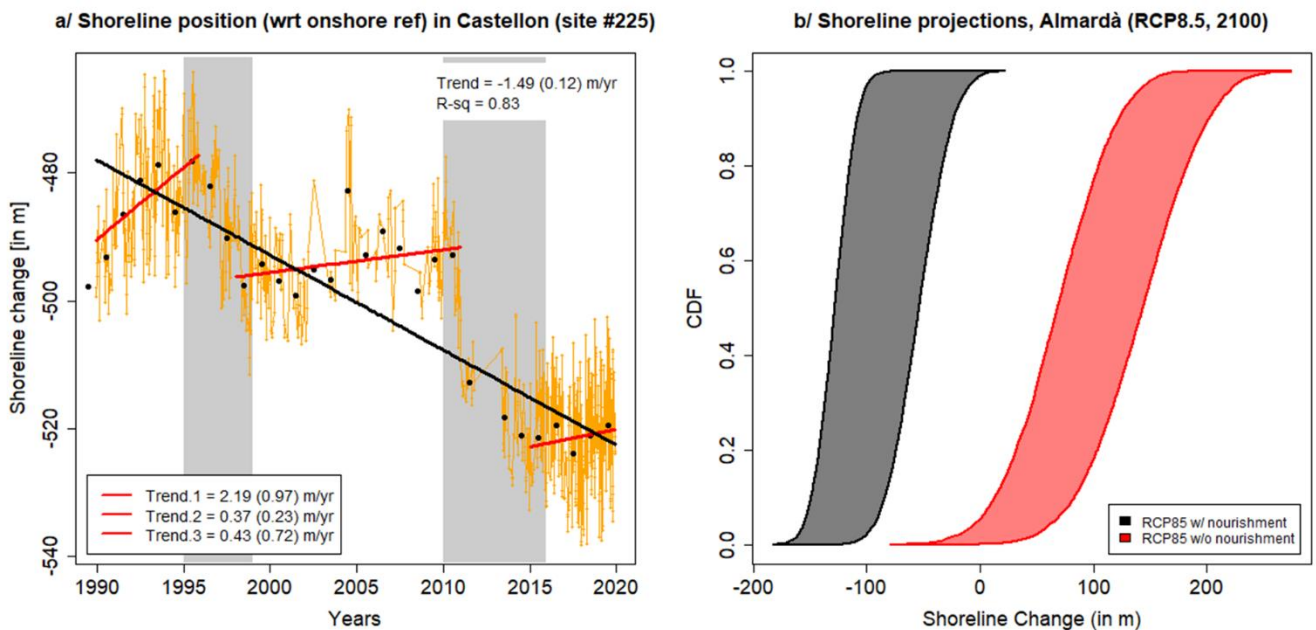 a/ Shoreline position (wrt onshore ref) in Castellon (site #225)
Trend = -1.49 (0.12) m/yr
R-sq = 0.83
Shoreline change [in m]
-480
-500
-520
-540
Trend.1 = 2.19 (0.97) m/yr
Trend.2 = 0.37 (0.23) m/yr
Trend.3 = 0.43 (0.72) m/yr
1990 1995 2000 2005 2010 2015 2020
Years
b/ Shoreline projections, Almardà (RCP8.5, 2100)
CDF
1.0
0.8
0.6
0.4
0.2
0.0
RCP85 w/ nourishment
RCP85 w/o nourishment
-200 -100 0 100 200
Shoreline Change (in m)